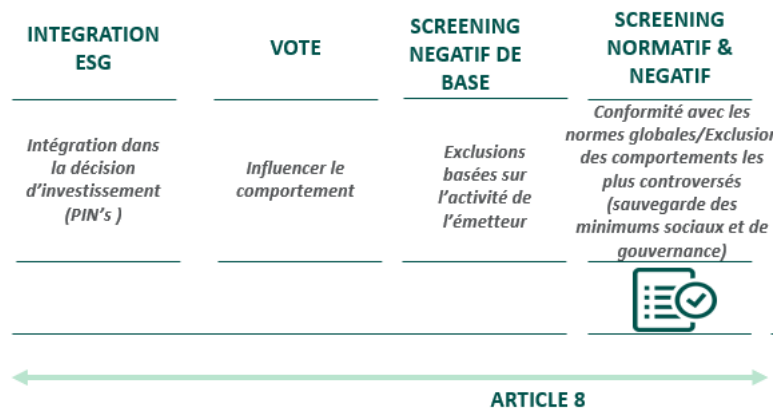 INTEGRATION
ESG
VOTE
SCREENING
NEGATIF DE
BASE
SCREENING
NORMATIF &
NEGATIF
Intégration dans
la décision
d'investissement
(PIN's )
Influencer le
comportement
Exclusions
basées sur
l'activité de
l'émetteur
Conformité avec les
normes globales/Exclusion
des comportements les
plus controversés
(sauvegarde des
minimums sociaux et de
gouvernance)
ARTICLE 8